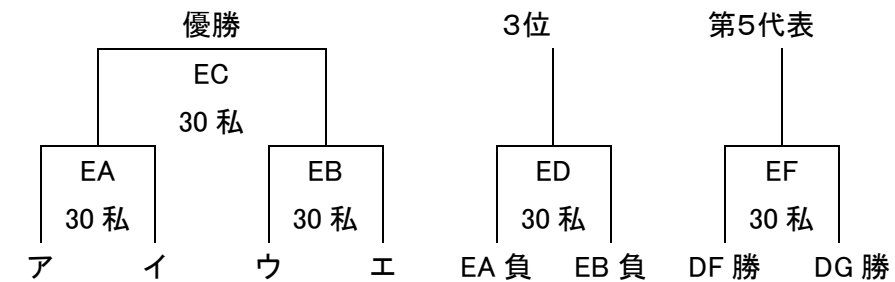 優勝 3位 第5代表
EC
30 私
EA EB ED EF
30 私 30 私 30 私 30 私
ア イ ウ エ EA 負 EB 負 DF 勝 DG 勝